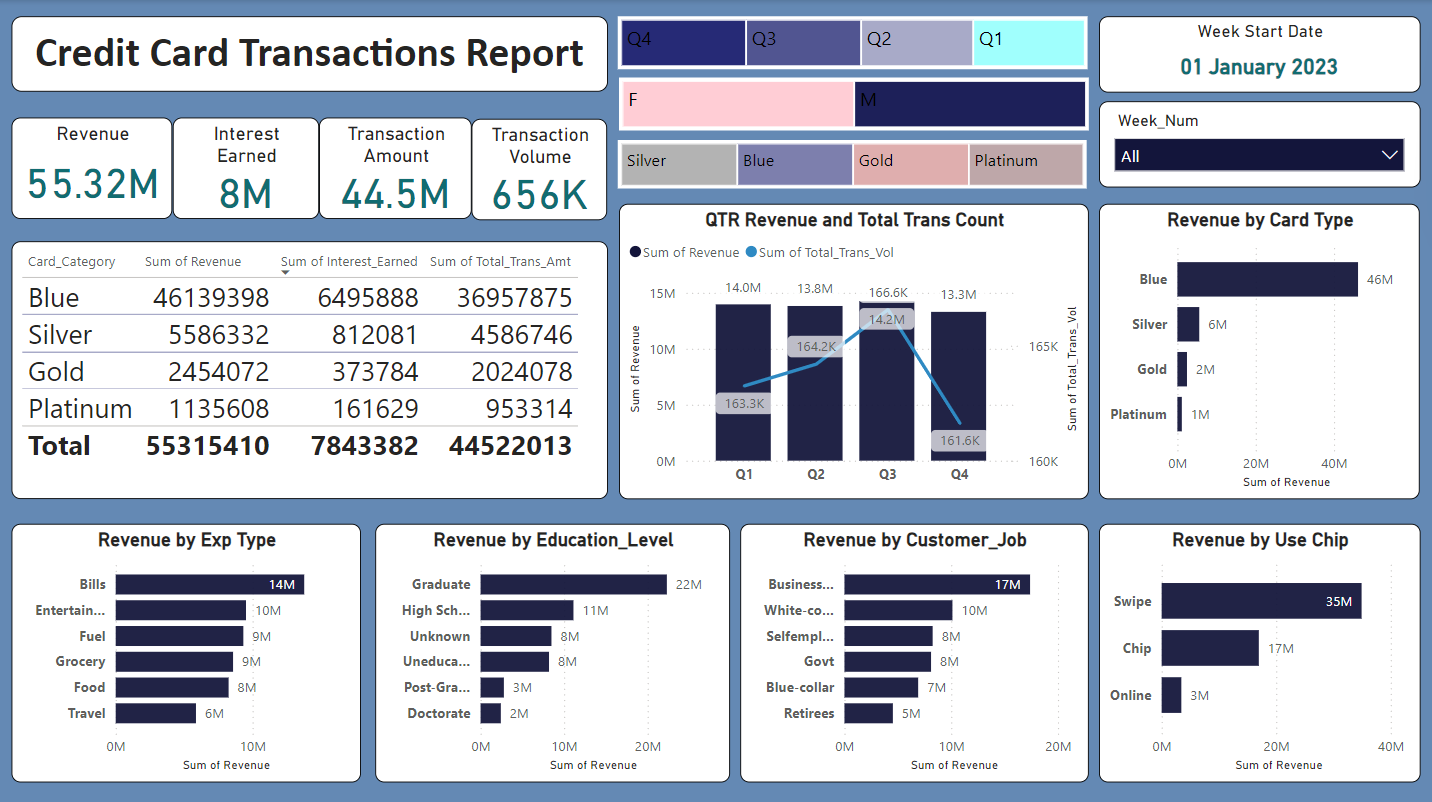 Credit Card Transactions Report
Q4 Q3 Q2 Q1
F M
Silver Blue Gold Platinum
Week Start Date
01 January 2023
Week_Num
All
Revenue
55.32M
Interest
Earned
8M
Transaction
Amount
44.5M
Transaction
Volume
656K
Card_Category Sum of Revenue Sum of Interest_Earned Sum of Total_Trans_Amt
Blue 46139398 6495888 36957875
Silver 5586332 812081 4586746
Gold 2454072 373784 2024078
Platinum 1135608 161629 953314
Total 55315410 7843382 44522013
QTR Revenue and Total Trans Count
Sum of Revenue Sum of Total_Trans_Vol
Sum of Revenue
15M
10M
5M
0M
14.0M 13.8M 166.6K 13.3M
14.2M
164.2K
163.3K
161.6K
165K
160K
Sum of Total_Trans_Vol
Q1 Q2 Q3 Q4
Revenue by Card Type
Blue 46M
Silver 6M
Gold 2M
Platinum 1M
0M 20M 40M
Sum of Revenue
Revenue by Exp Type
Bills 14M
Entertain... 10M
Fuel 9M
Grocery 9M
Food 8M
Travel 6M
0M 10M
Sum of Revenue
Revenue by Education_Level
Graduate 22M
High Sch... 11M
Unknown 8M
Uneduca... 8M
Post-Gra... 3M
Doctorate 2M
0M 10M 20M
Sum of Revenue
Revenue by Customer_Job
Business... 17M
White-co... 10M
Selfempl... 8M
Govt 8M
Blue-collar 7M
Retirees 5M
0M 10M 20M
Sum of Revenue
Revenue by Use Chip
Swipe 35M
Chip 17M
Online 3M
0M 20M 40M
Sum of Revenue